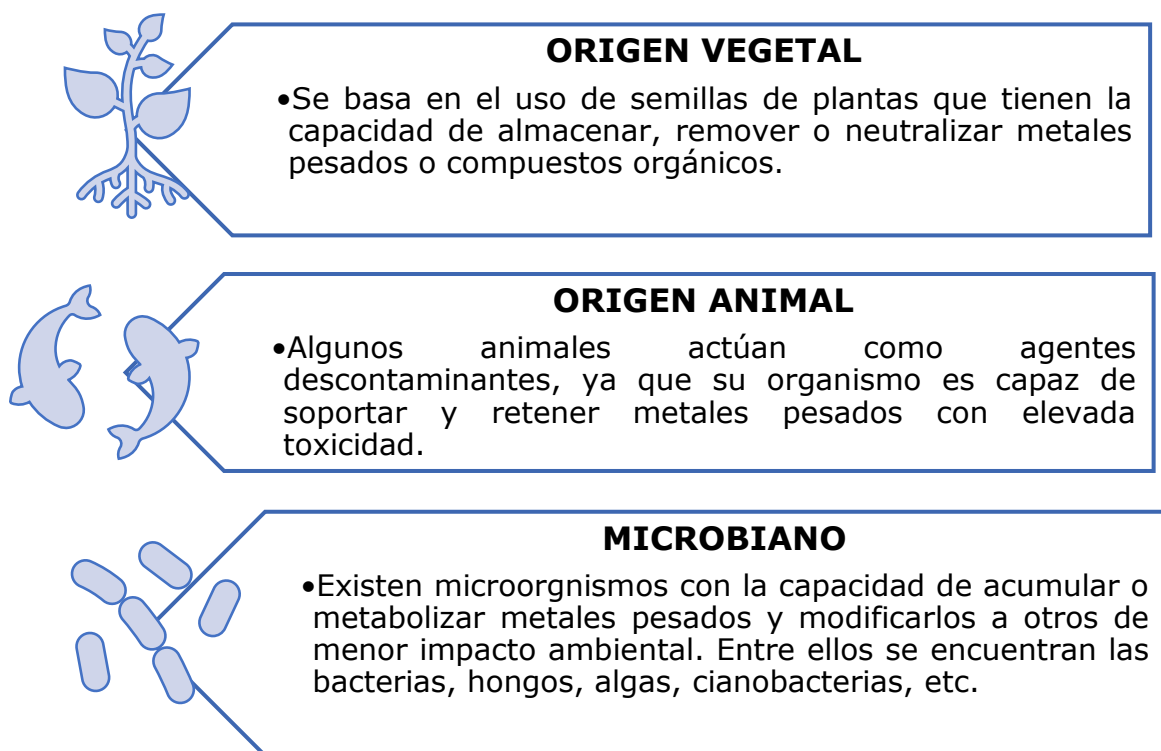 ORIGEN VEGETAL
•Se basa en el uso de semillas de plantas que tienen la
capacidad de almacenar, remover o neutralizar metales
pesados o compuestos orgánicos.
ORIGEN ANIMAL
•Algunos animales actúan como agentes
descontaminantes, ya que su organismo es capaz de
soportar y retener metales pesados con elevada
toxicidad.
MICROBIANO
•Existen microorgnismos con la capacidad de acumular o
metabolizar metales pesados y modificarlos a otros de
menor impacto ambiental. Entre ellos se encuentran las
bacterias, hongos, algas, cianobacterias, etc.